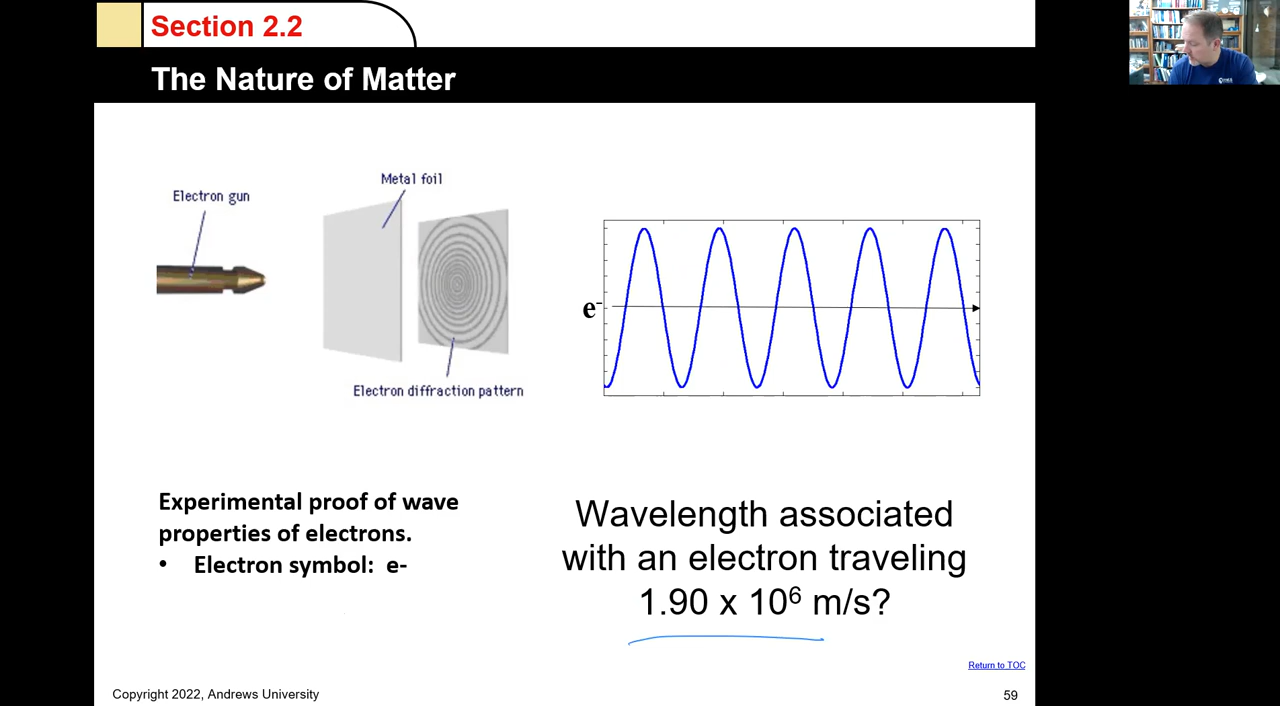 Section 2.2
The Nature of Matter
Metal foil
Electron gun
e-
Electron diffraction pattern
Experimental proof of wave
properties of electrons.
• Electron symbol: e-
Wavelength associated
with an electron traveling
1.90 x 10⁶ m/s?
Return to TOC
Copyright 2022, Andrews University
59